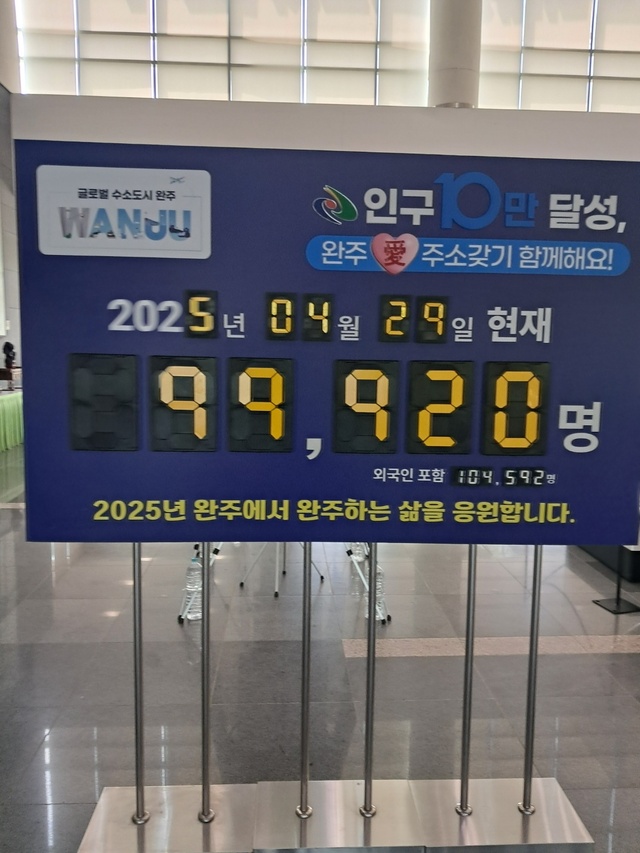 글로벌 수소도시 완주
WANJU
인구 10만 달성,
완주 愛 주소갖기 함께해요!
2025년 04월 29일 현재
99,920명
외국인 포함 104,592명
2025년 완주에서 완주하는 삶을 응원합니다.